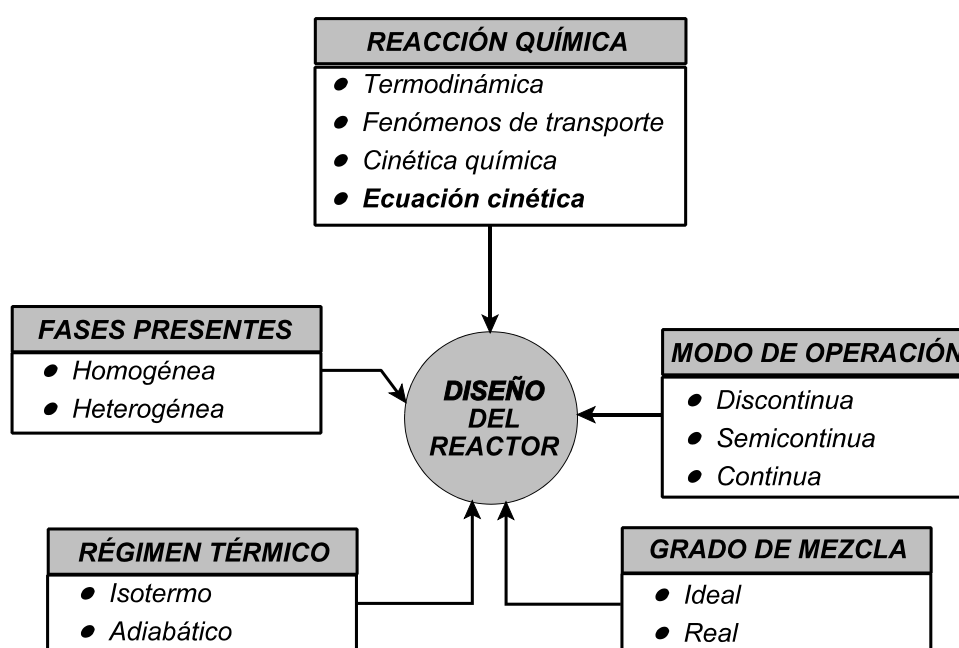 REACCIÓN QUÍMICA
● Termodinámica
● Fenómenos de transporte
● Cinética química
● Ecuación cinética
FASES PRESENTES
● Homogénea
● Heterogénea
DISEÑO
DEL
REACTOR
MODO DE OPERACIÓN
● Discontinua
● Semicontinua
● Continua
RÉGIMEN TÉRMICO
● Isotermo
● Adiabático
GRADO DE MEZCLA
● Ideal
● Real